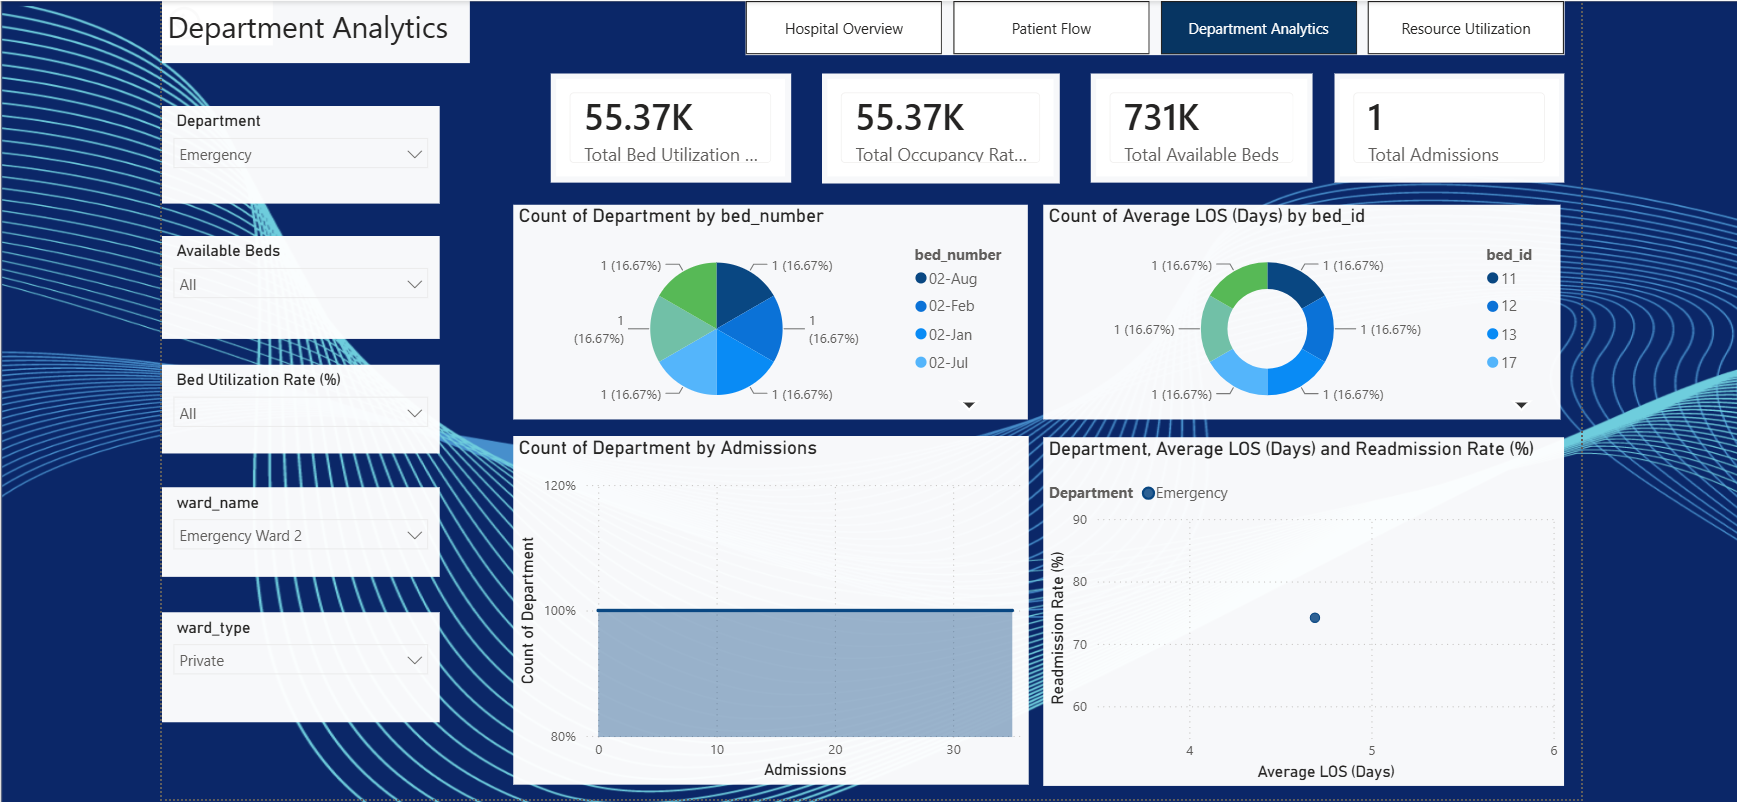 Department Analytics
Hospital Overview
Patient Flow
Department Analytics
Resource Utilization
55.37K
Total Bed Utilization ...
55.37K
Total Occupancy Rat...
731K
Total Available Beds
1
Total Admissions
Department
Emergency
Available Beds
All
Bed Utilization Rate (%)
All
ward_name
Emergency Ward 2
ward_type
Private
Count of Department by bed_number
1 (16.67%)
1 (16.67%)
1
(16.67%)
1
(16.67%)
1 (16.67%)
1 (16.67%)
bed_number
02-Aug
02-Feb
02-Jan
02-Jul
Count of Average LOS (Days) by bed_id
1 (16.67%)
1 (16.67%)
1 (16.67%)
1 (16.67%)
1 (16.67%)
1 (16.67%)
bed_id
11
12
13
17
Count of Department by Admissions
120%
100%
80%
Count of Department
0
10
20
30
Admissions
Department, Average LOS (Days) and Readmission Rate (%)
Department
Emergency
90
80
70
60
Readmission Rate (%)
4
5
6
Average LOS (Days)